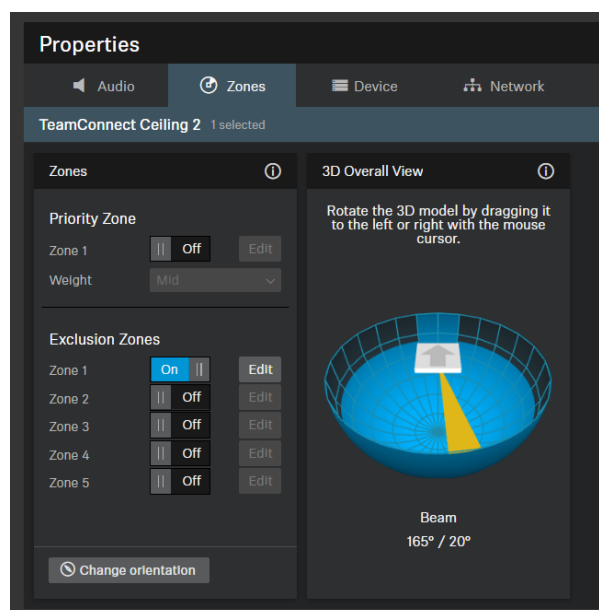 Properties
Audio Zones Device Network
TeamConnect Ceiling 2 1 selected
Zones
Priority Zone
Zone 1 Off Edit
Weight Mid
Exclusion Zones
Zone 1 On Edit
Zone 2 Off Edit
Zone 3 Off Edit
Zone 4 Off Edit
Zone 5 Off Edit
Change orientation
3D Overall View
Rotate the 3D model by dragging it
to the left or right with the mouse
cursor.
Beam
165° / 20°